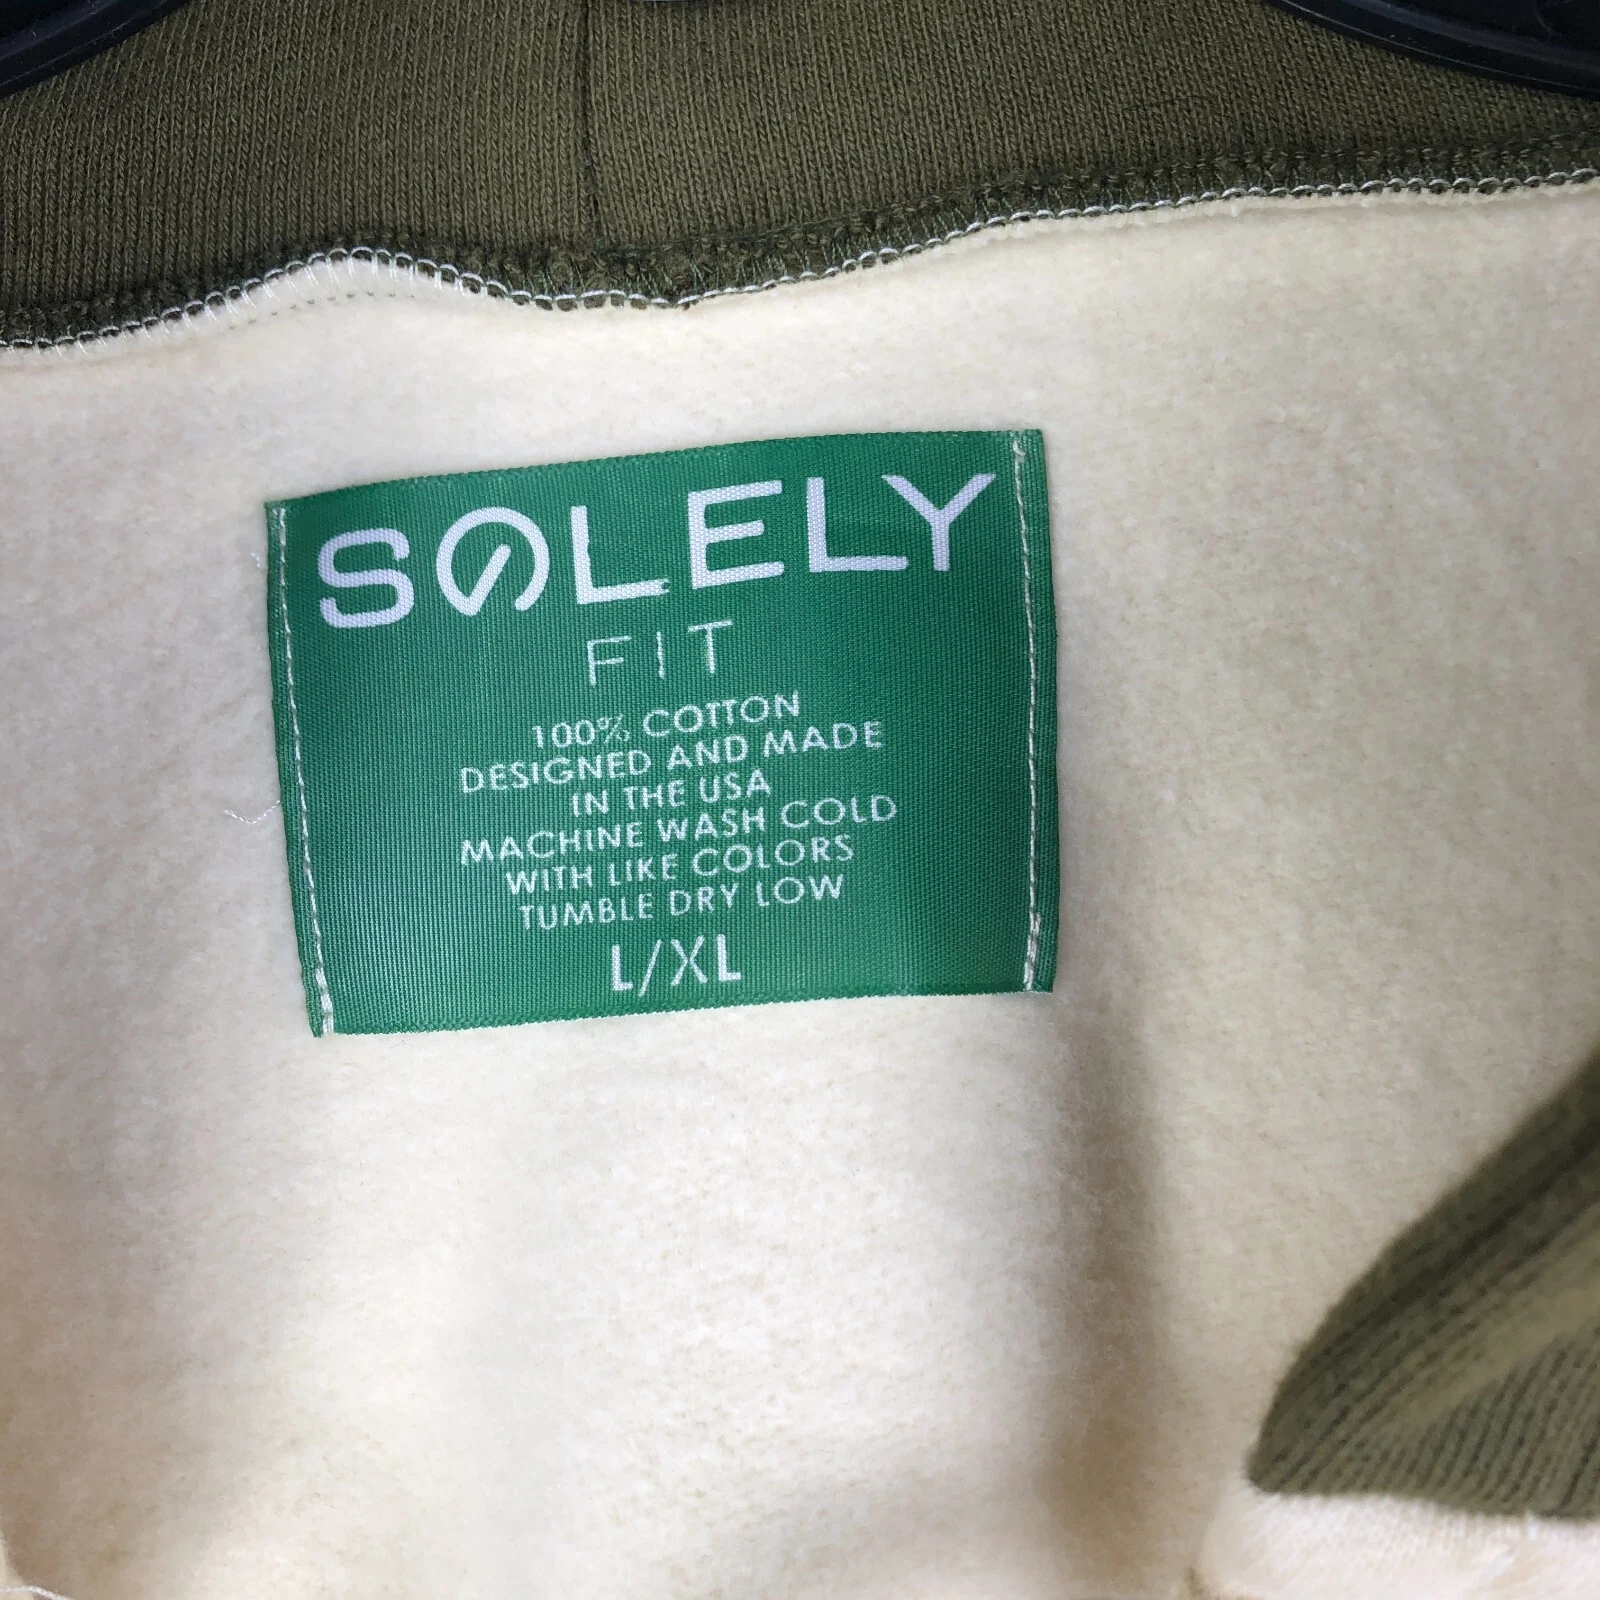 SOLELY
FIT
100% COTTON
DESIGNED AND MADE
IN THE USA
MACHINE WASH COLD
WITH LIKE COLORS
TUMBLE DRY LOW
L/XL